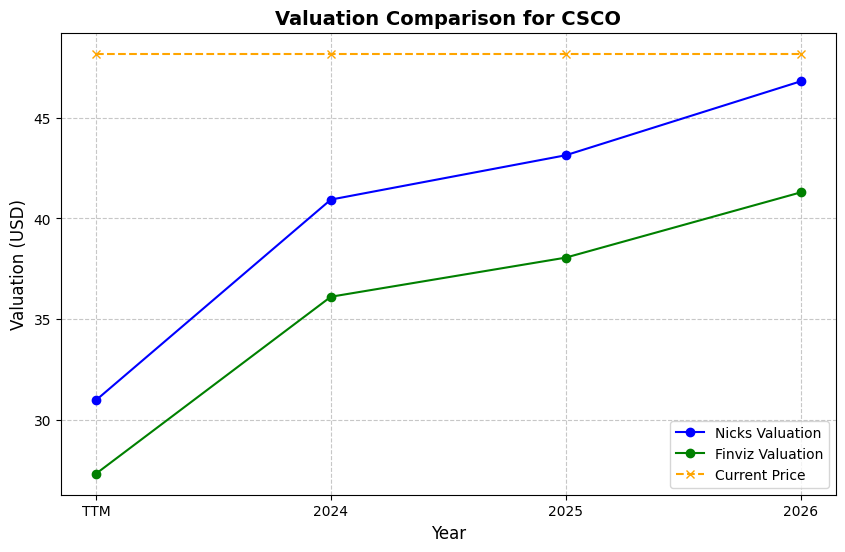 Valuation Comparison for CSCO
Valuation (USD)
45
40
35
30
TTM
2024
2025
2026
Year
Nicks Valuation
Finviz Valuation
Current Price